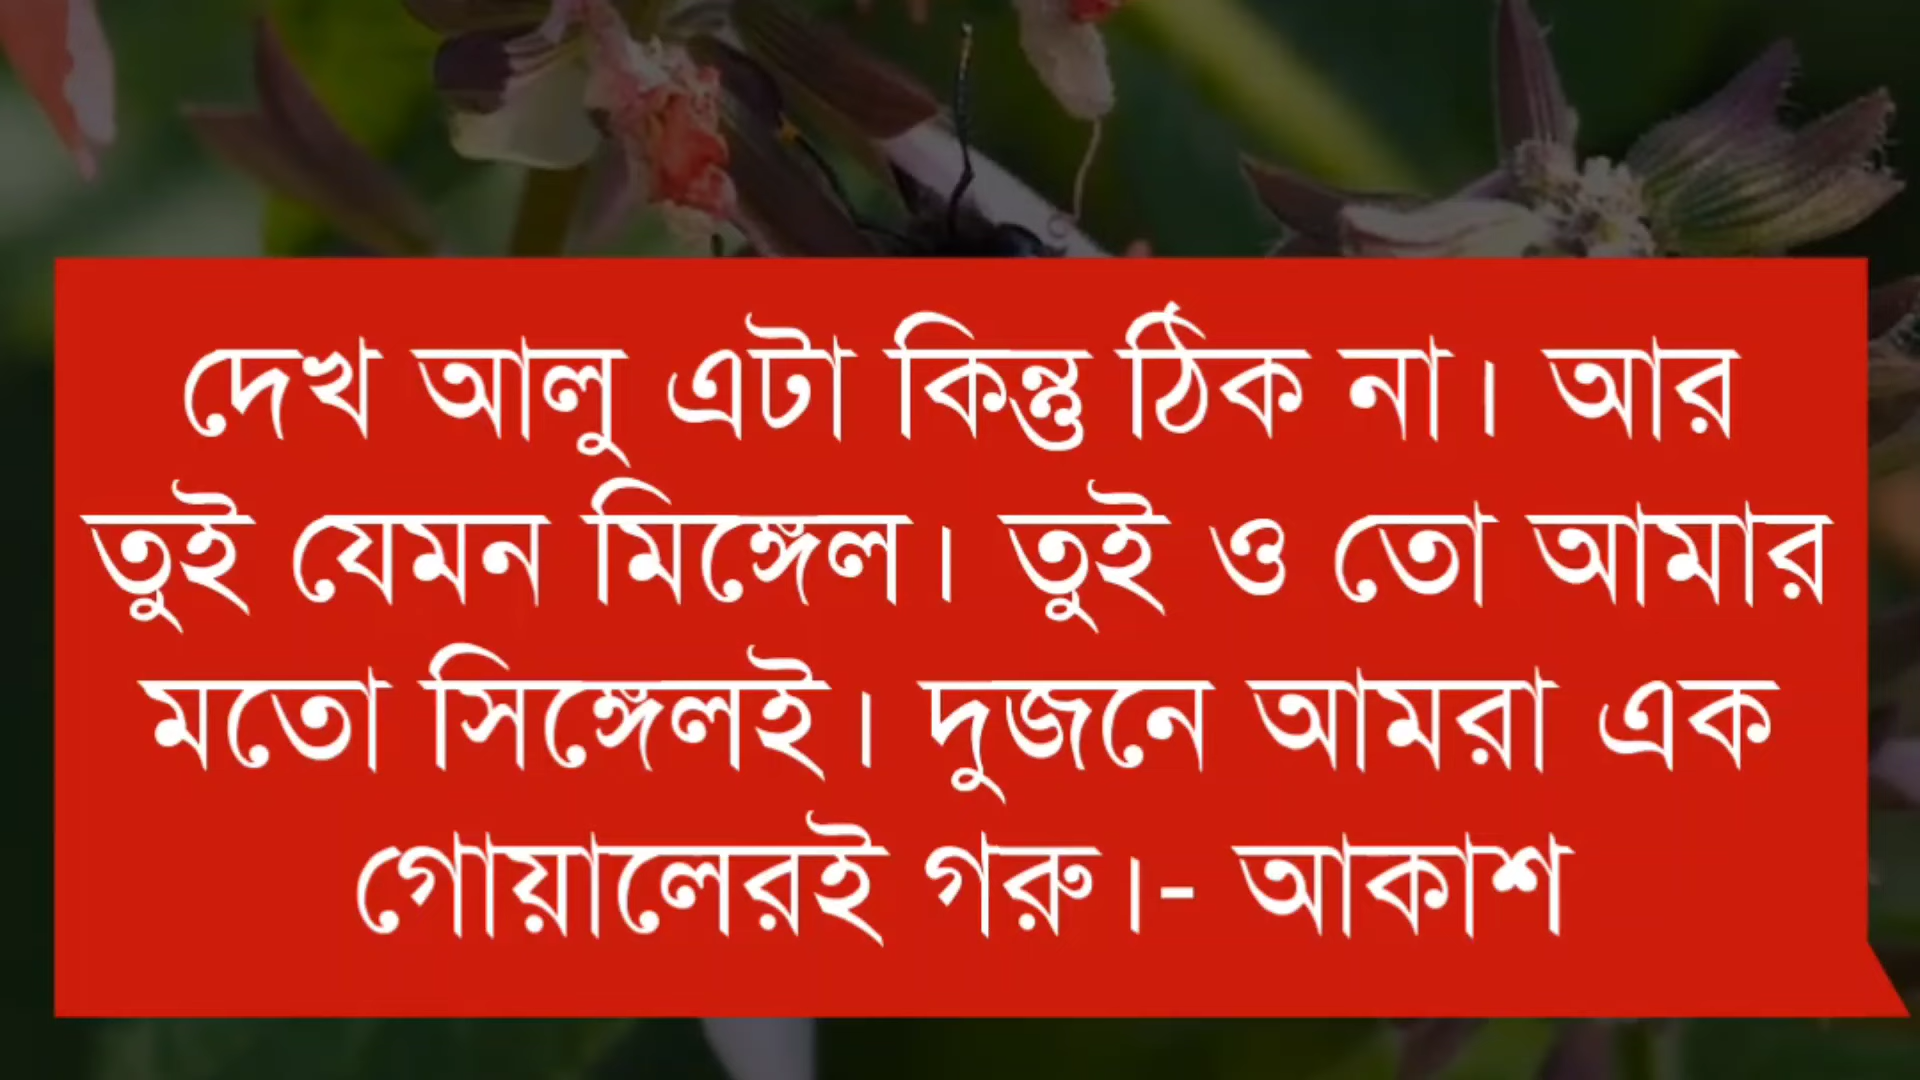 দেখ আলু এটা কিন্তু ঠিক না। আর
তুই যেমন মিঙ্গেল। তুই ও তো আমার
মতো সিঙ্গেলই। দুজনে আমরা এক
গোয়ালেরই গরু।- আকাশ